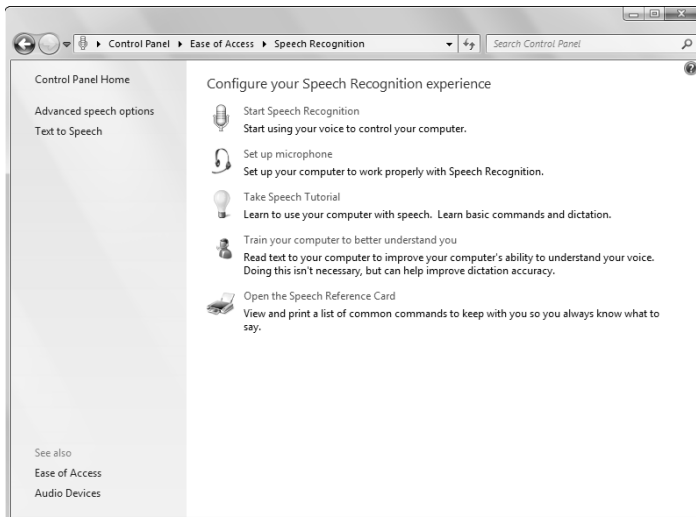 Control Panel ▸ Ease of Access ▸ Speech Recognition
Search Control Panel
Control Panel Home
Advanced speech options
Text to Speech
Configure your Speech Recognition experience
Start Speech Recognition
Start using your voice to control your computer.
Set up microphone
Set up your computer to work properly with Speech Recognition.
Take Speech Tutorial
Learn to use your computer with speech. Learn basic commands and dictation.
Train your computer to better understand you
Read text to your computer to improve your computer's ability to understand your voice.
Doing this isn't necessary, but can help improve dictation accuracy.
Open the Speech Reference Card
View and print a list of common commands to keep with you so you always know what to
say.
See also
Ease of Access
Audio Devices